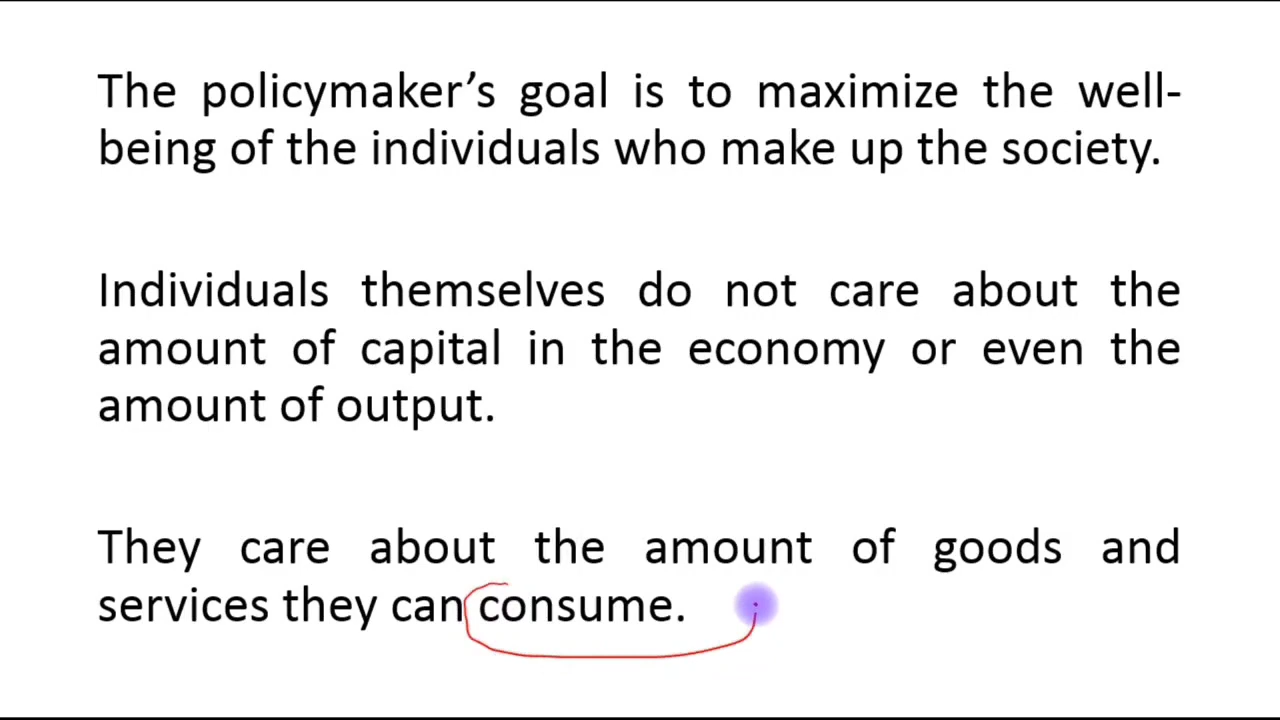 The policymaker’s goal is to maximize the well-
being of the individuals who make up the society.
Individuals themselves do not care about the
amount of capital in the economy or even the
amount of output.
They care about the amount of goods and
services they can consume.